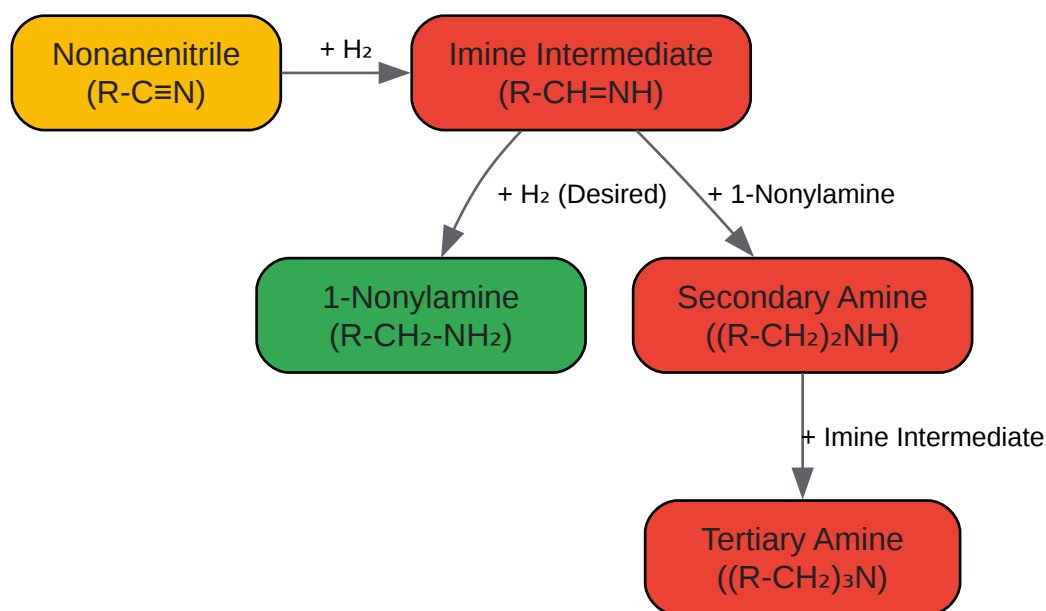 Nonanenitrile
(R-C≡N)
+ H₂
Imine Intermediate
(R-CH=NH)
+ H₂ (Desired)
+ 1-Nonylamine
1-Nonylamine
(R-CH₂-NH₂)
Secondary Amine
((R-CH₂)₂NH)
+ Imine Intermediate
Tertiary Amine
((R-CH₂)₃N)